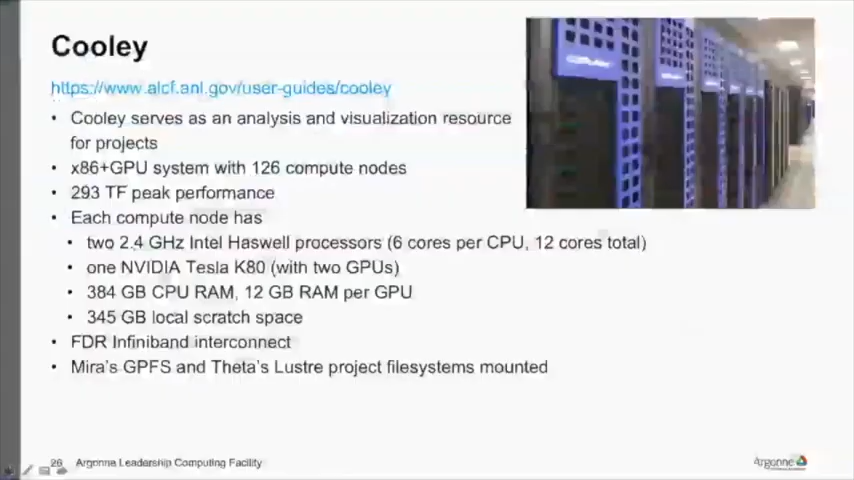 Cooley
https://www.alcf.anl.gov/user-guides/cooley
• Cooley serves as an analysis and visualization resource
for projects
• x86+GPU system with 126 compute nodes
• 293 TF peak performance
• Each compute node has
• two 2.4 GHz Intel Haswell processors (6 cores per CPU, 12 cores total)
• one NVIDIA Tesla K80 (with two GPUs)
• 384 GB CPU RAM, 12 GB RAM per GPU
• 345 GB local scratch space
• FDR Infiniband interconnect
• Mira's GPFS and Theta's Lustre project filesystems mounted
26 Argonne Leadership Computing Facility
Argonne